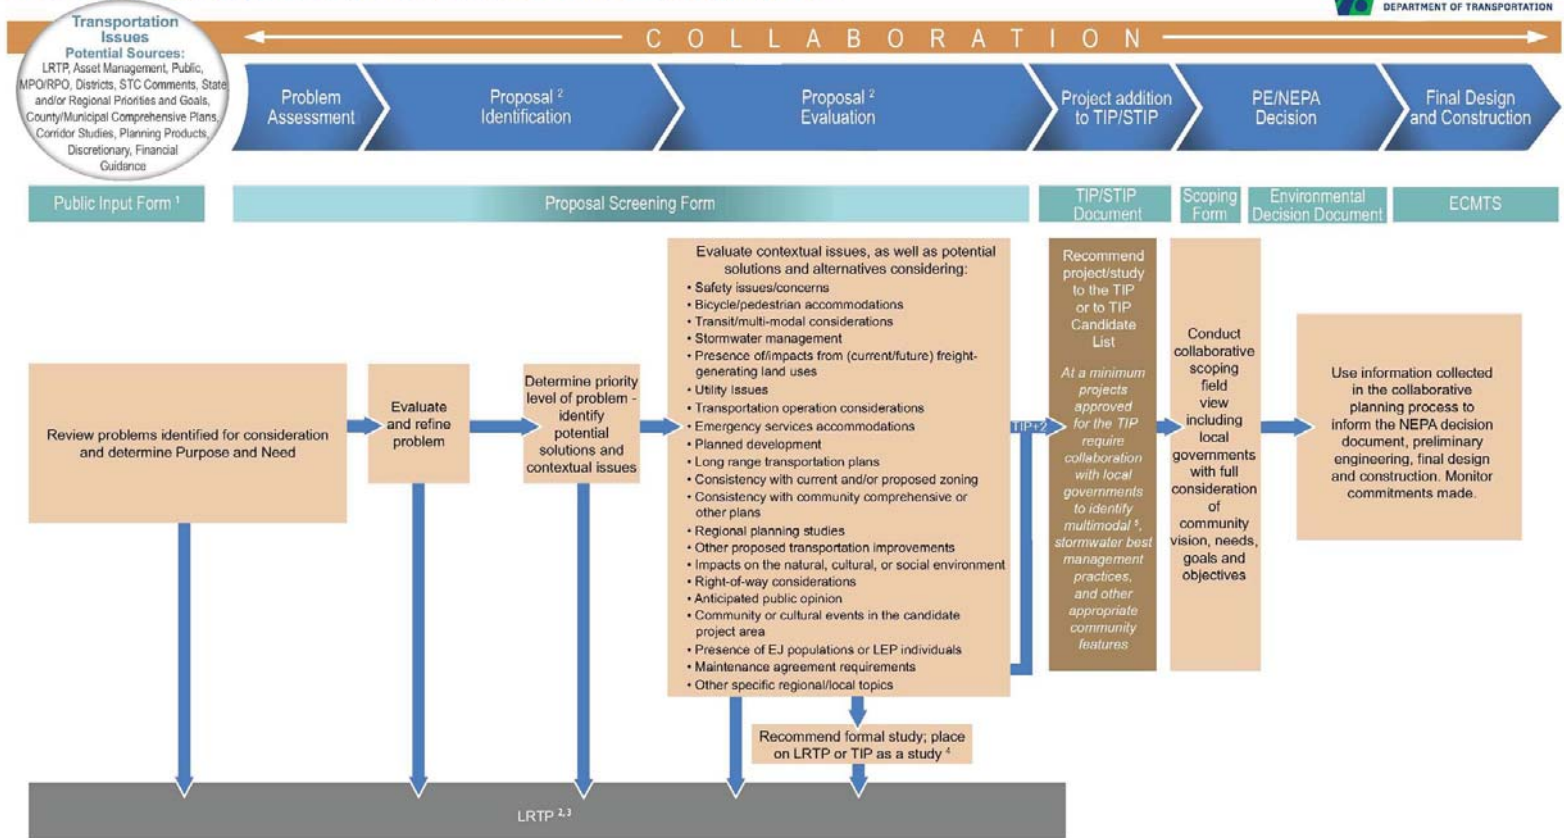 DEPARTMENT OF TRANSPORTATION
Transportation
Issues
Potential Sources:
LRTP, Asset Management, Public,
MPO/RPO, Districts, STC Comments, State
and/or Regional Priorities and Goals,
County/Municipal Comprehensive Plans,
Corridor Studies, Planning Products,
Discretionary, Financial
Guidance
COLLABORATION
Problem
Assessment
Proposal 2
Identification
Proposal 2
Evaluation
Project addition
to TIP/STIP
PE/NEPA
Decision
Final Design
and Construction
Public Input Form 1
Proposal Screening Form
TIP/STIP
Document
Scoping
Form
Environmental
Decision Document
ECMTS
Review problems identified for consideration
and determine Purpose and Need
Evaluate
and refine
problem
Determine priority
level of problem -
identify
potential
solutions and
contextual issues
Evaluate contextual issues, as well as potential
solutions and alternatives considering:
• Safety issues/concerns
• Bicycle/pedestrian accommodations
• Transit/multi-modal considerations
• Stormwater management
• Presence of/impacts from (current/future) freight-
generating land uses
• Utility Issues
• Transportation operation considerations
• Emergency services accommodations
• Planned development
• Long range transportation plans
• Consistency with current and/or proposed zoning
• Consistency with community comprehensive or
other plans
• Regional planning studies
• Other proposed transportation improvements
• Impacts on the natural, cultural, or social environment
• Right-of-way considerations
• Anticipated public opinion
• Community or cultural events in the candidate
project area
• Presence of EJ populations or LEP individuals
• Maintenance agreement requirements
• Other specific regional/local topics
TIP+2
Recommend
project/study
to the TIP
or to TIP
Candidate
List
At a minimum
projects
approved
for the TIP
require
collaboration
with local
governments
to identify
multimodal 5,
stormwater best
management
practices,
and other
appropriate
community
features
Conduct
collaborative
scoping
field
view
including
local
governments
with full
consideration
of
community
vision, needs,
goals and
objectives
Use information collected
in the collaborative
planning process to
inform the NEPA decision
document, preliminary
engineering, final design
and construction. Monitor
commitments made.
Recommend formal study; place
on LRTP or TIP as a study 4
LRTP 2,3